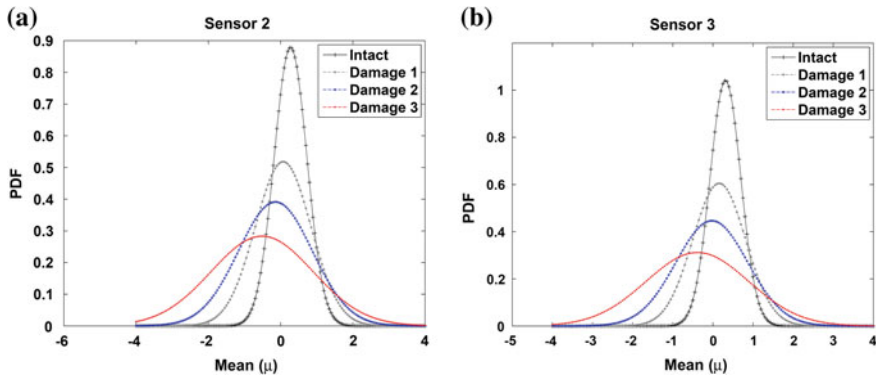 (a)
Sensor 2
PDF
0.9
0.8
0.7
0.6
0.5
0.4
0.3
0.2
0.1
0
-6
-4
-2
0
2
4
Mean (μ)
Intact
Damage 1
Damage 2
Damage 3
(b)
Sensor 3
PDF
1
0.8
0.6
0.4
0.2
0
-5
-4
-3
-2
-1
0
1
2
3
4
Mean (μ)
Intact
Damage 1
Damage 2
Damage 3